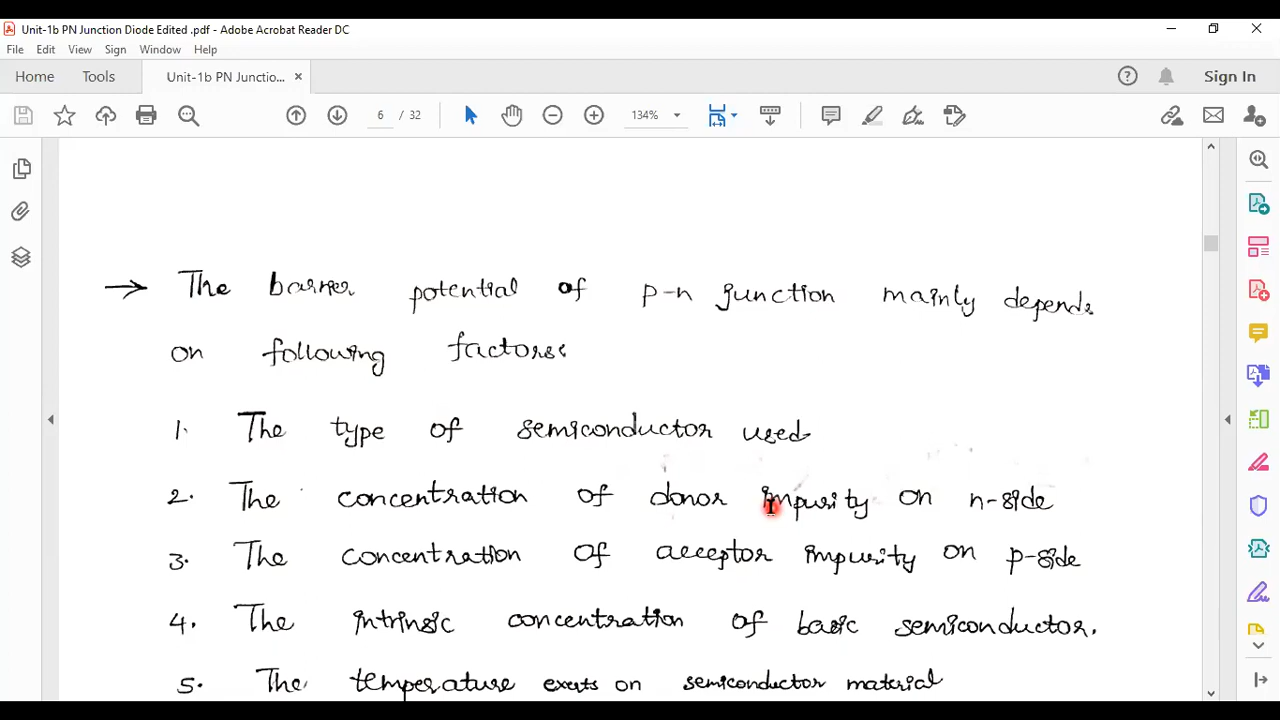 Unit-1b PN Junction Diode Edited .pdf - Adobe Acrobat Reader DC
File Edit View Sign Window Help
Home Tools Unit-1b PN Junctio... × Sign In
6 / 32 134%
→ The barrier potential of p-n junction mainly depends
on following factors:
1. The type of semiconductor used
2. The concentration of donor impurity on n-side
3. The concentration of acceptor impurity on p-side
4. The intrinsic concentration of basic semiconductor.
5. The temperature exerts on semiconductor material